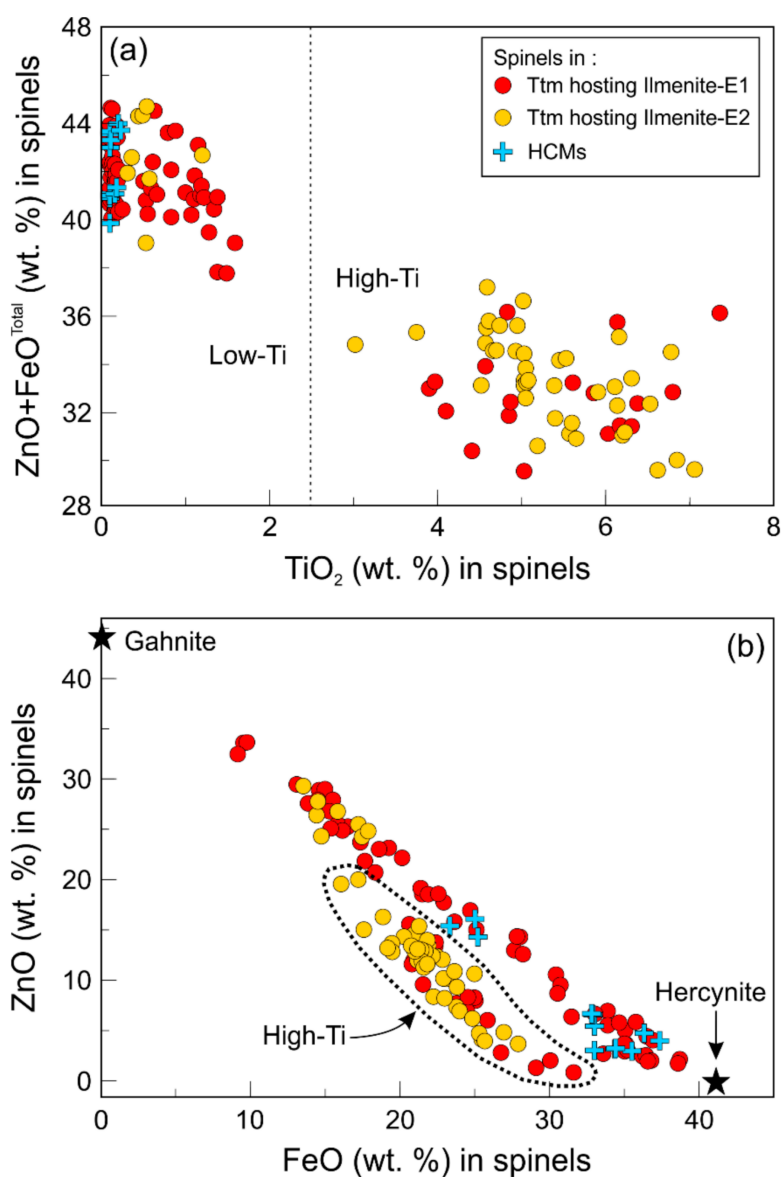 (a)
Spinels in :
Ttm hosting Ilmenite-E1
Ttm hosting Ilmenite-E2
HCMs
48
44
40
36
32
28
ZnO+FeO^Total (wt. %) in spinels
High-Ti
Low-Ti
0 2 4 6 8
TiO₂ (wt. %) in spinels
(b)
Gahnite
40
30
20
10
0
ZnO (wt. %) in spinels
Hercynite
High-Ti
0 10 20 30 40
FeO (wt. %) in spinels